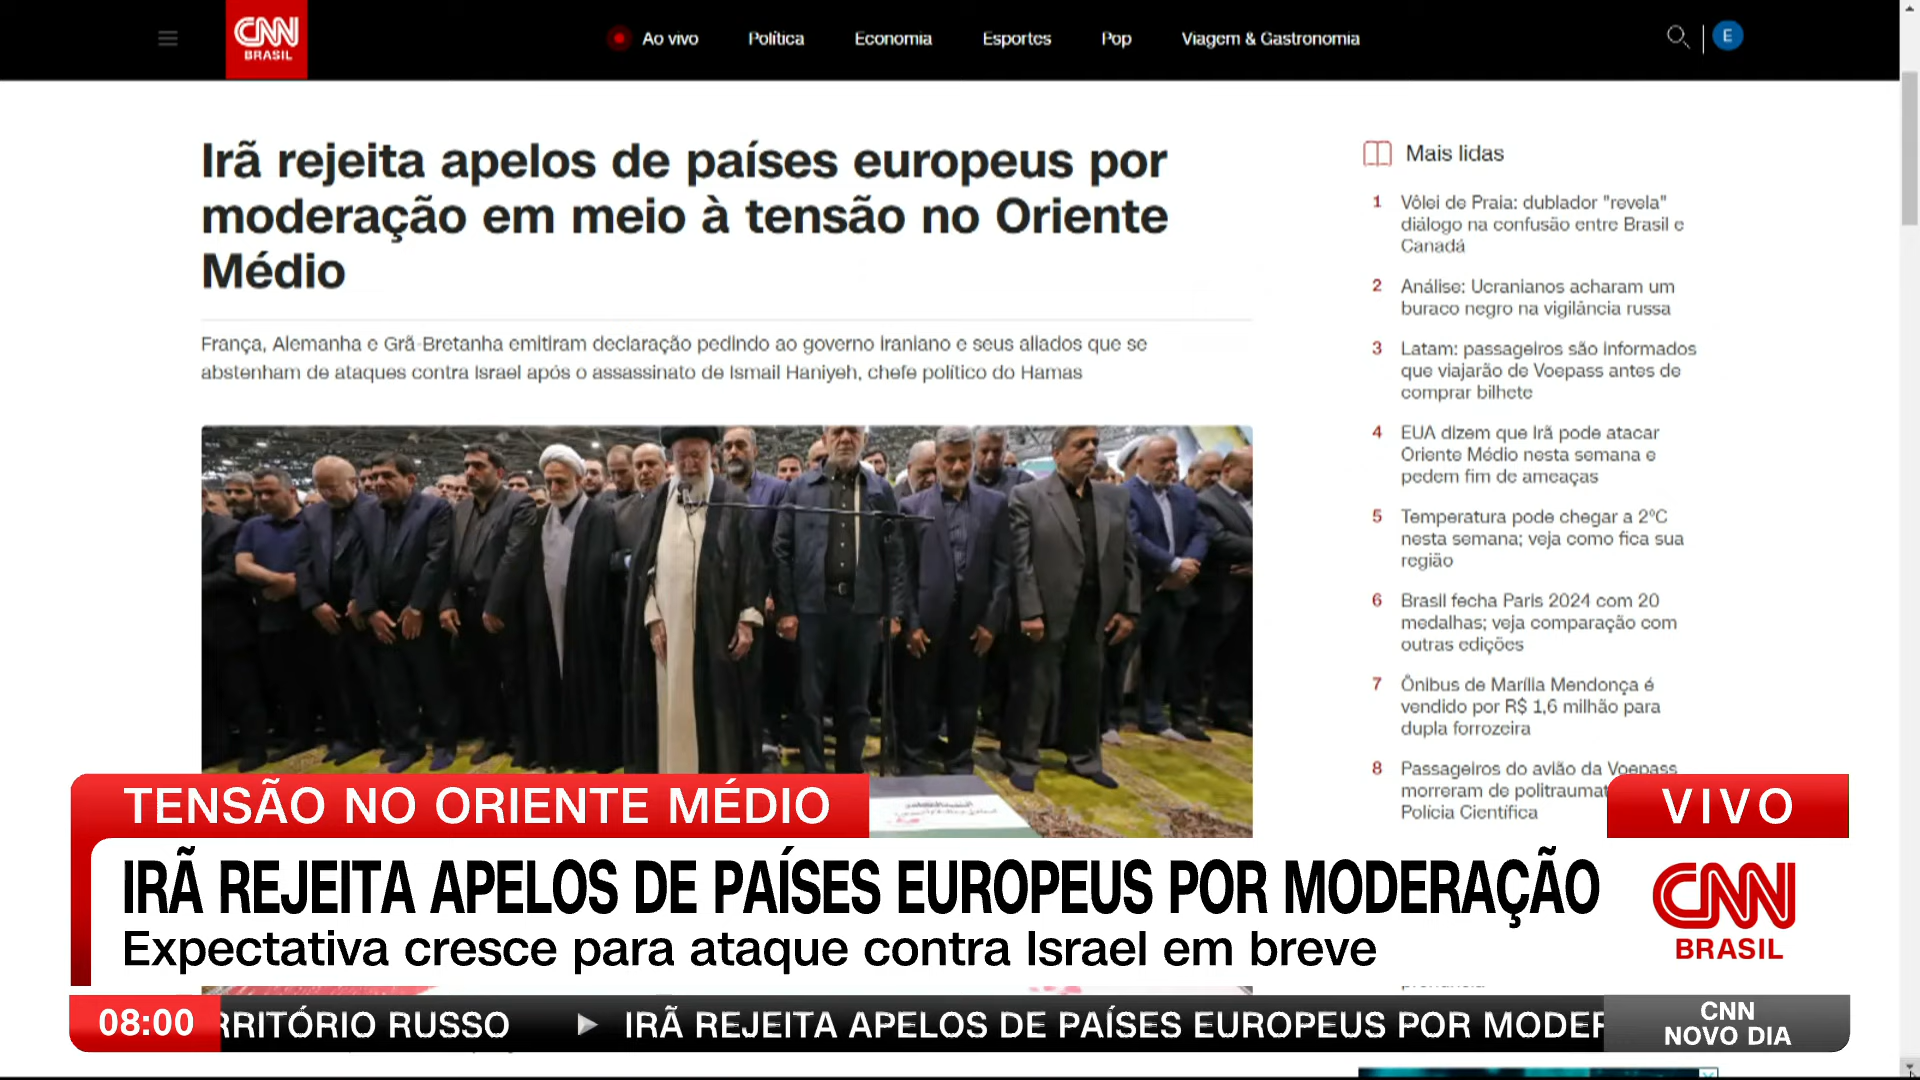 CNN
BRASIL
Ao vivo
Política
Economia
Esportes
Pop
Viagem & Gastronomia
E
Irã rejeita apelos de países europeus por
moderação em meio à tensão no Oriente
Médio
França, Alemanha e Grã-Bretanha emitiram declaração pedindo ao governo iraniano e seus aliados que se
abstenham de ataques contra Israel após o assassinato de Ismail Haniyeh, chefe político do Hamas
Mais lidas
1 Vôlei de Praia: dublador "revela"
diálogo na confusão entre Brasil e
Canadá
2 Análise: Ucranianos acharam um
buraco negro na vigilância russa
3 Latam: passageiros são informados
que viajarão de Voepass antes de
comprar bilhete
4 EUA dizem que Irã pode atacar
Oriente Médio nesta semana e
pedem fim de ameaças
5 Temperatura pode chegar a 2°C
nesta semana; veja como fica sua
região
6 Brasil fecha Paris 2024 com 20
medalhas; veja comparação com
outras edições
7 Ônibus de Marília Mendonça é
vendido por R$ 1,6 milhão para
dupla forrozeira
8 Passageiros do avião da Voepass
morreram de politraumat
Polícia Científica
TENSÃO NO ORIENTE MÉDIO
VIVO
IRÃ REJEITA APELOS DE PAÍSES EUROPEUS POR MODERAÇÃO
Expectativa cresce para ataque contra Israel em breve
CNN
BRASIL
08:00
RRITÓRIO RUSSO
IRÃ REJEITA APELOS DE PAÍSES EUROPEUS POR MODER
CNN
NOVO DIA